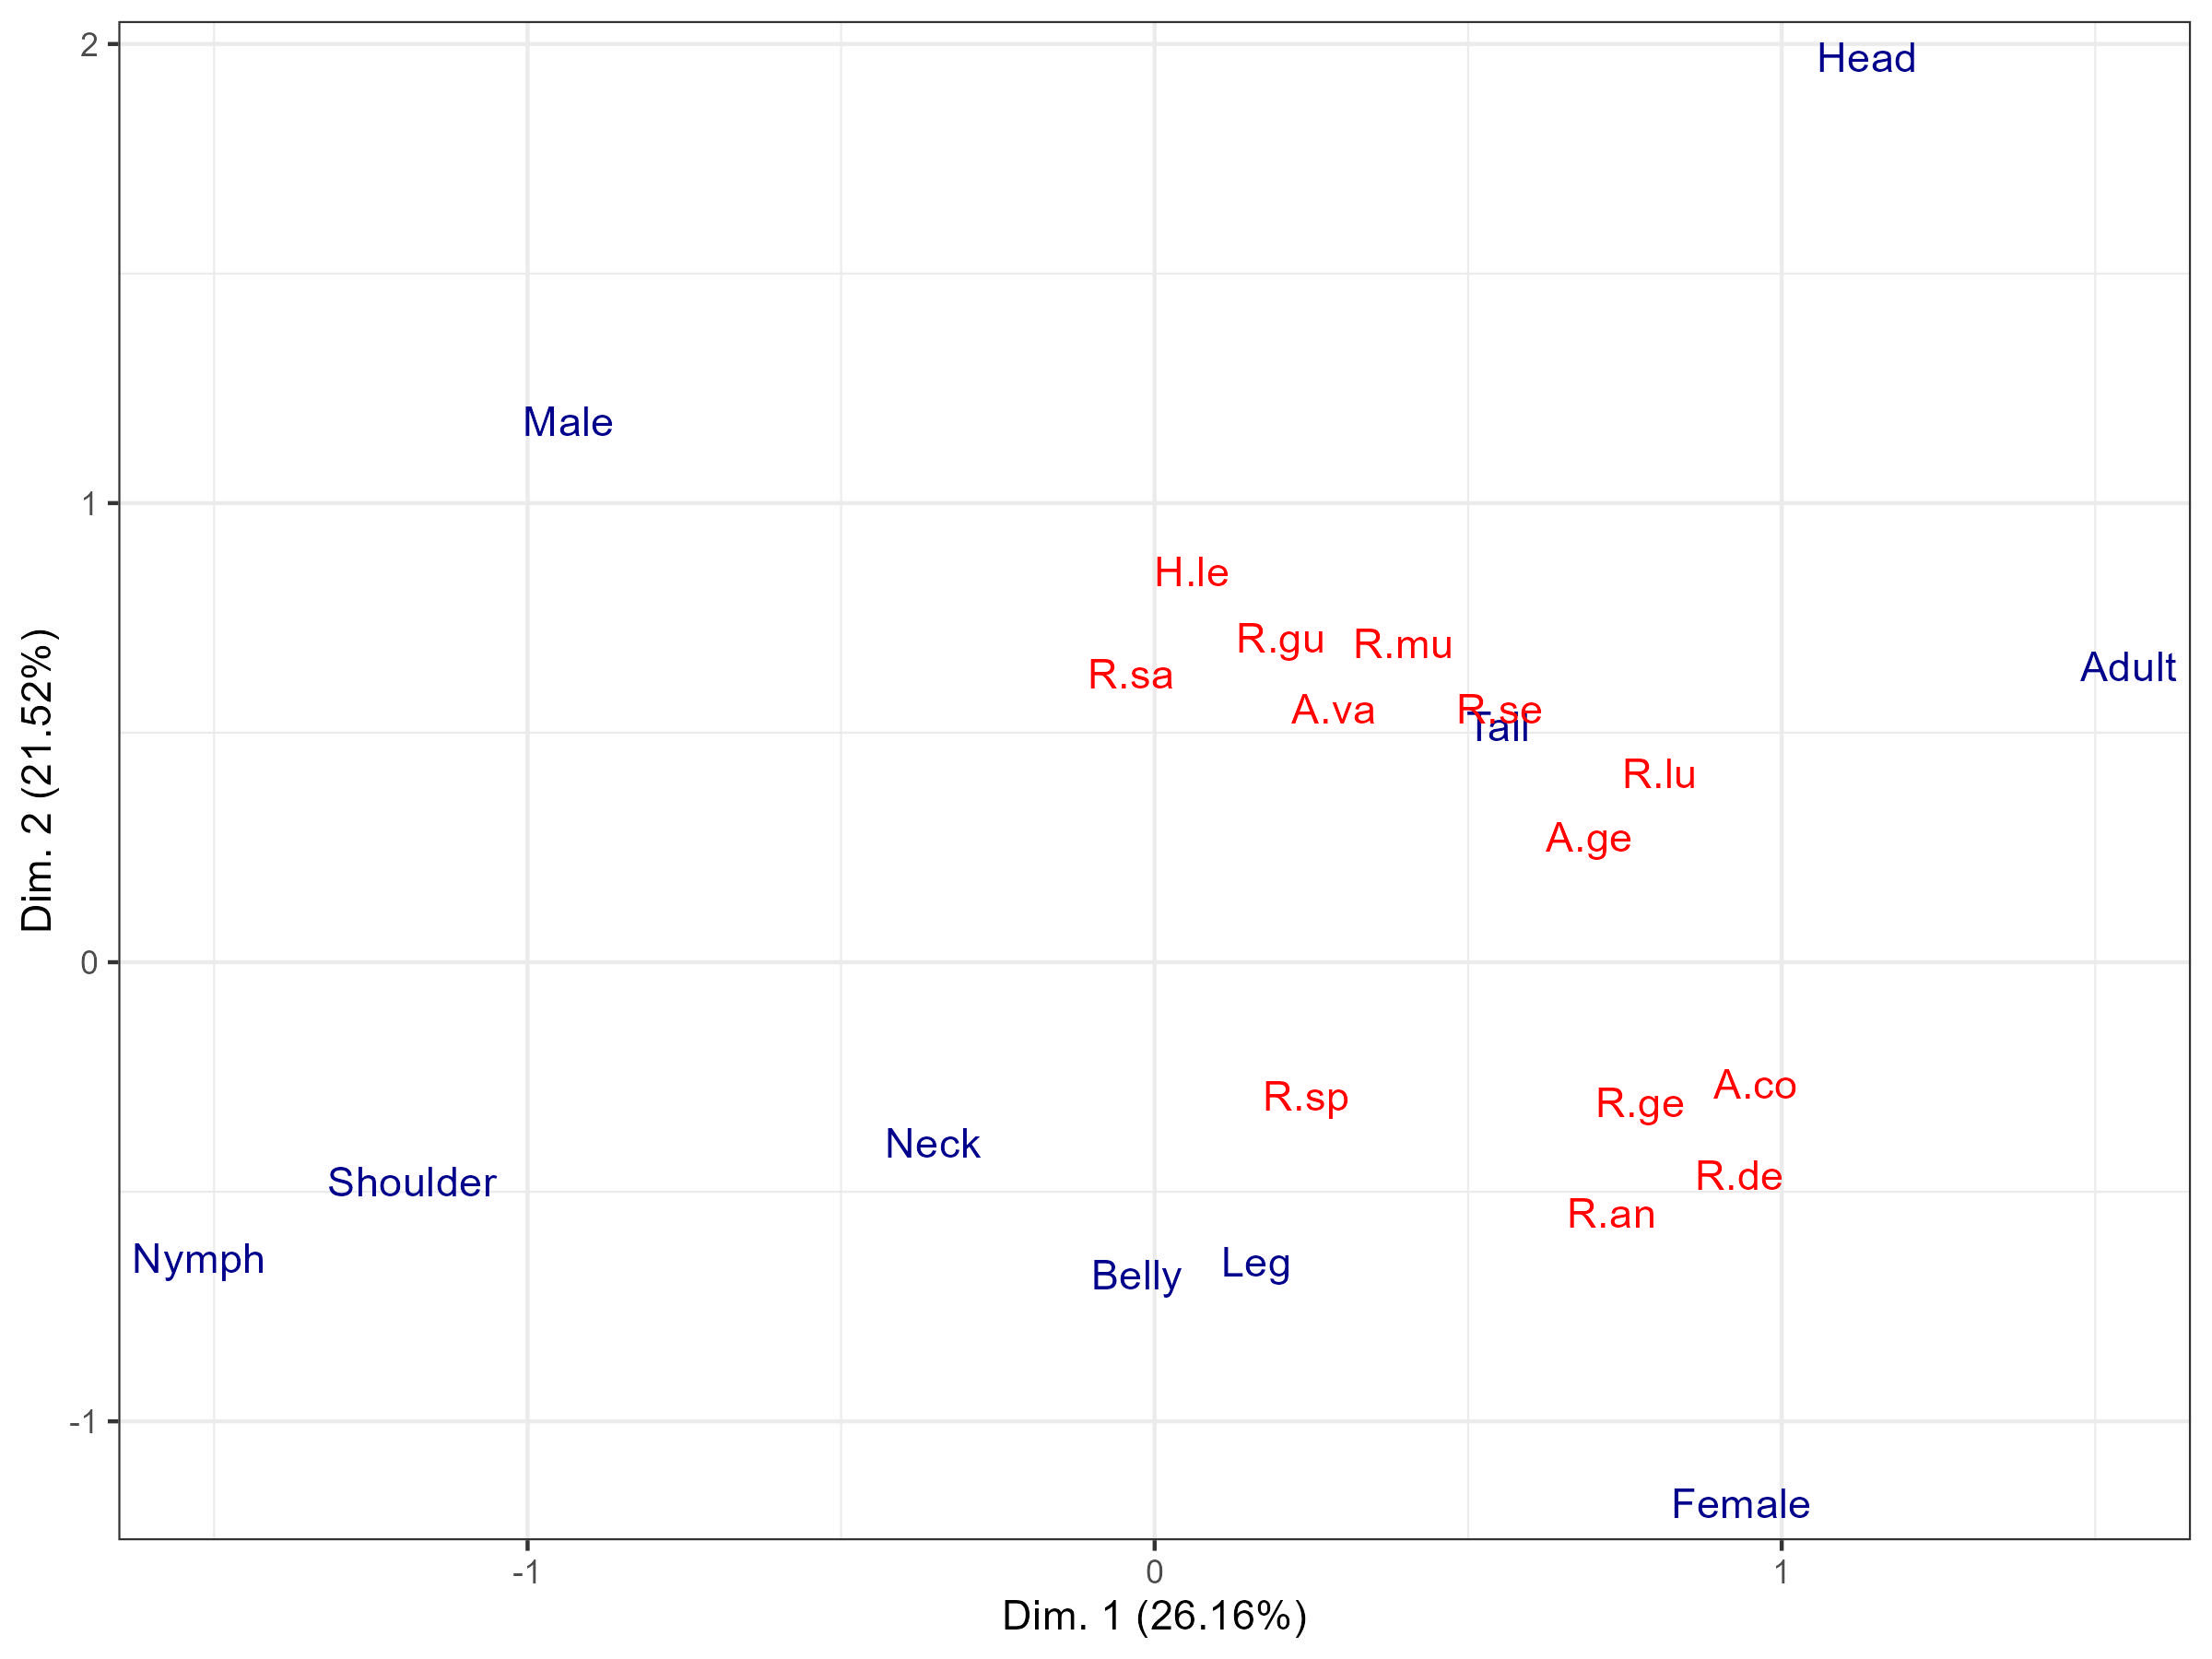 2
Head
Male
1
H.le
R.gu
R.mu
R.sa
Adult
A.va
R.se
Tail
R.lu
A.ge
0
R.sp
R.ge
A.co
Neck
R.de
Shoulder
R.an
Nymph
Belly
Leg
-1
Female
-1
0
1
Dim. 1 (26.16%)
Dim. 2 (21.52%)